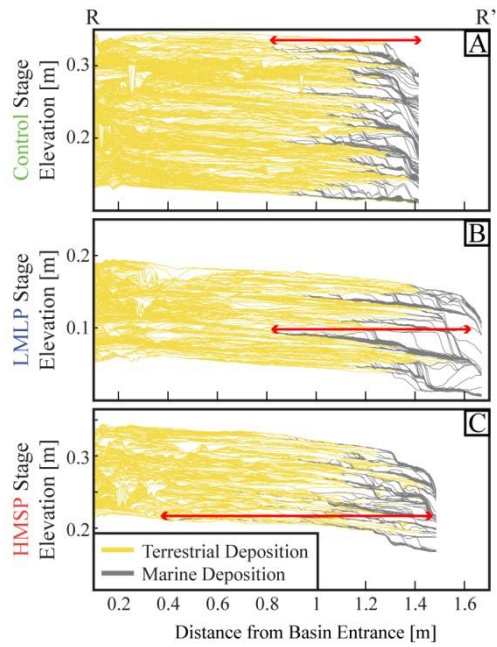 R R’
A
Control Stage
Elevation [m]
0.3
0.2
B
LMLP Stage
Elevation [m]
0.2
0.1
C
HMSP Stage
Elevation [m]
0.3
0.2
Terrestrial Deposition
Marine Deposition
0.2 0.4 0.6 0.8 1 1.2 1.4 1.6
Distance from Basin Entrance [m]